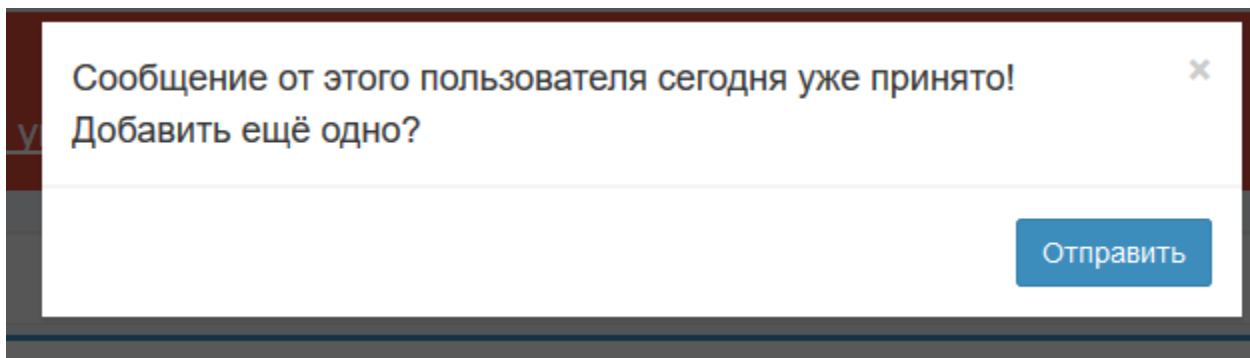 Сообщение от этого пользователя сегодня уже принято!
Добавить ещё одно?
Отправить